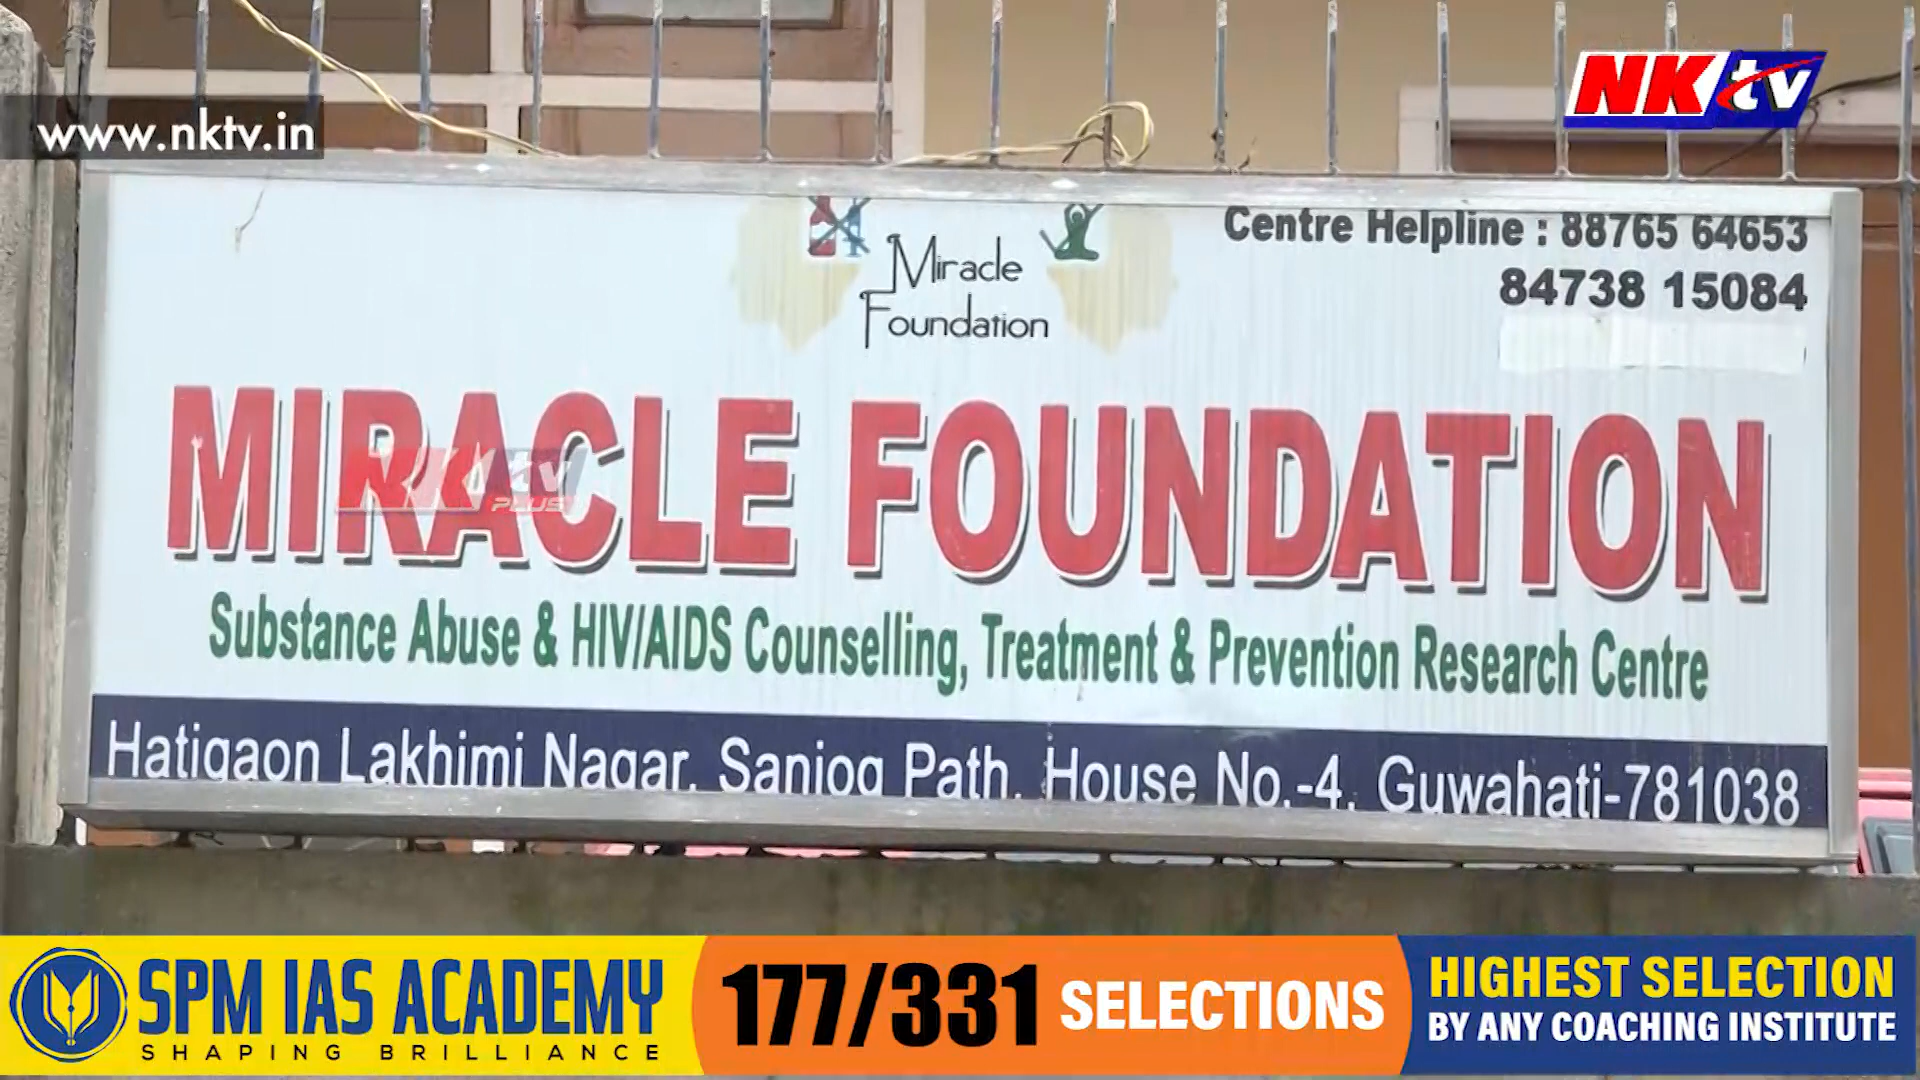 www.nktv.in
NKtv
Miracle
Foundation
Centre Helpline : 88765 64653
84738 15084
MIRACLE FOUNDATION
NKtv
PLUS
Substance Abuse & HIV/AIDS Counselling, Treatment & Prevention Research Centre
Hatigaon Lakhimi Nagar, Sanjog Path, House No.-4, Guwahati-781038
SPM IAS ACADEMY
SHAPING BRILLIANCE
177/331 SELECTIONS
HIGHEST SELECTION
BY ANY COACHING INSTITUTE